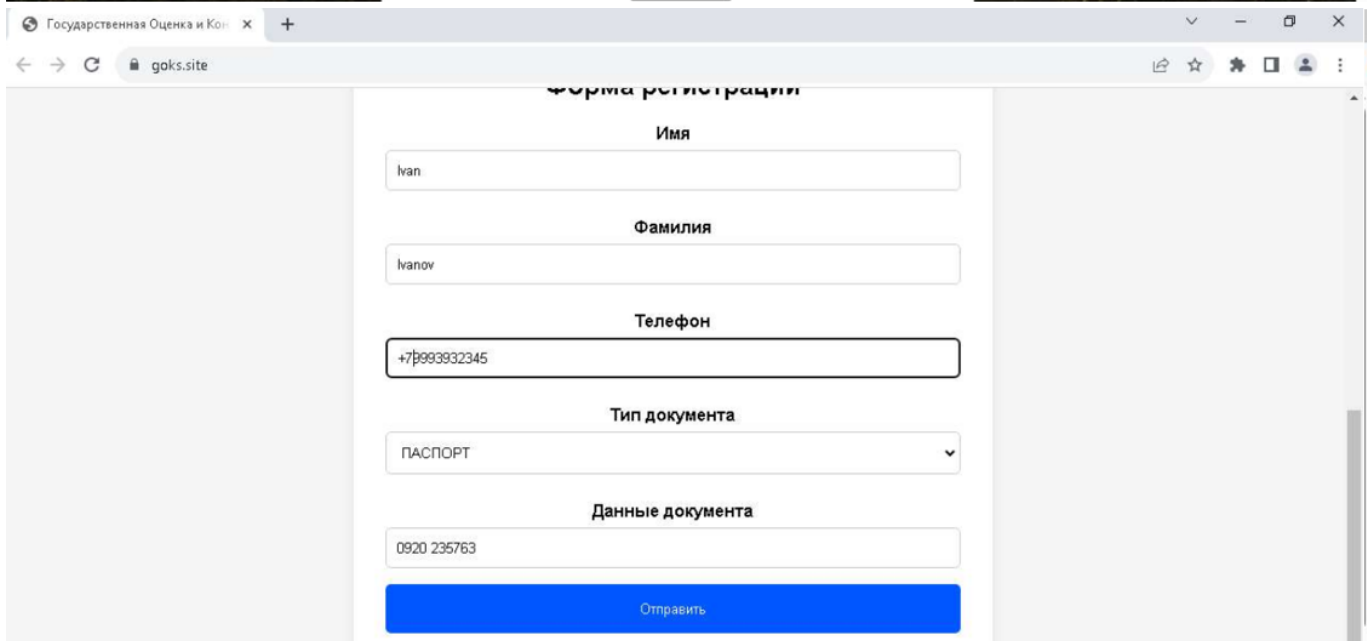 Государственная Оценка и Кон
goks.site
Форма регистрации
Имя
Ivan
Фамилия
Ivanov
Телефон
+79993932345
Тип документа
ПАСПОРТ
Данные документа
0920 235763
Отправить